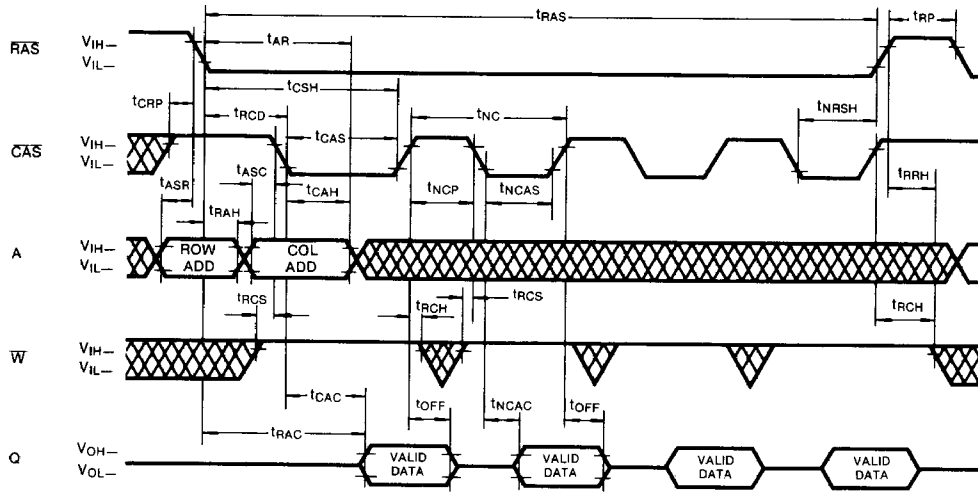 tRAS
tRP
RAS
VIH
VIL
tAR
tCSH
tCRP
tRCD
tNC
tNRSH
CAS
VIH
VIL
tCAS
tASC
tASR
tCAH
tNCP
tNCAS
tRRH
tRAH
A
VIH
VIL
ROW
ADD
COL
ADD
tRCS
tRCH
tRCS
tRCH
W
VIH
VIL
tCAC
tOFF
tNCAC
tOFF
tRAC
Q
VOH
VOL
VALID
DATA
VALID
DATA
VALID
DATA
VALID
DATA